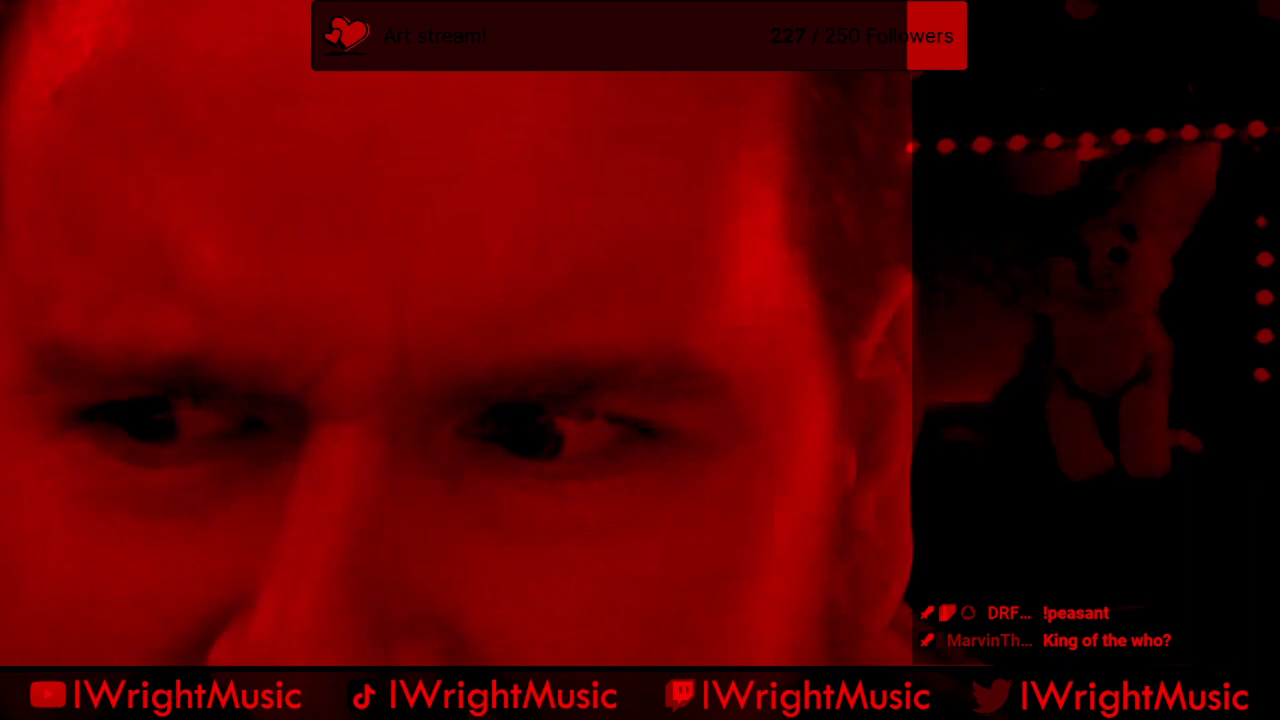 Art stream! 227 / 250 Followers
DRF... !peasant
MarvinTh... King of the who?
IWrightMusic IWrightMusic IWrightMusic IWrightMusic